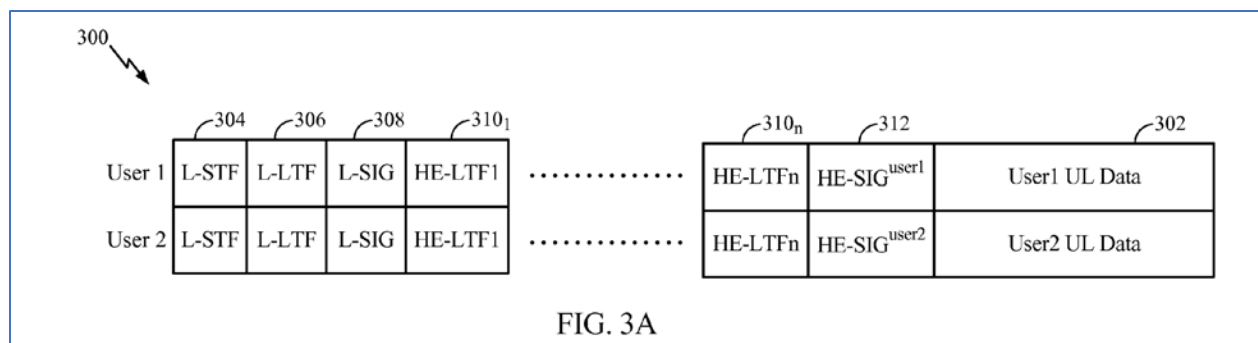 300
304 306 308 310₁ 310ₙ 312 302
User 1 L-STF L-LTF L-SIG HE-LTF1 ............... HE-LTFn HE-SIG^user1 User1 UL Data
User 2 L-STF L-LTF L-SIG HE-LTF1 ............... HE-LTFn HE-SIG^user2 User2 UL Data
FIG. 3A